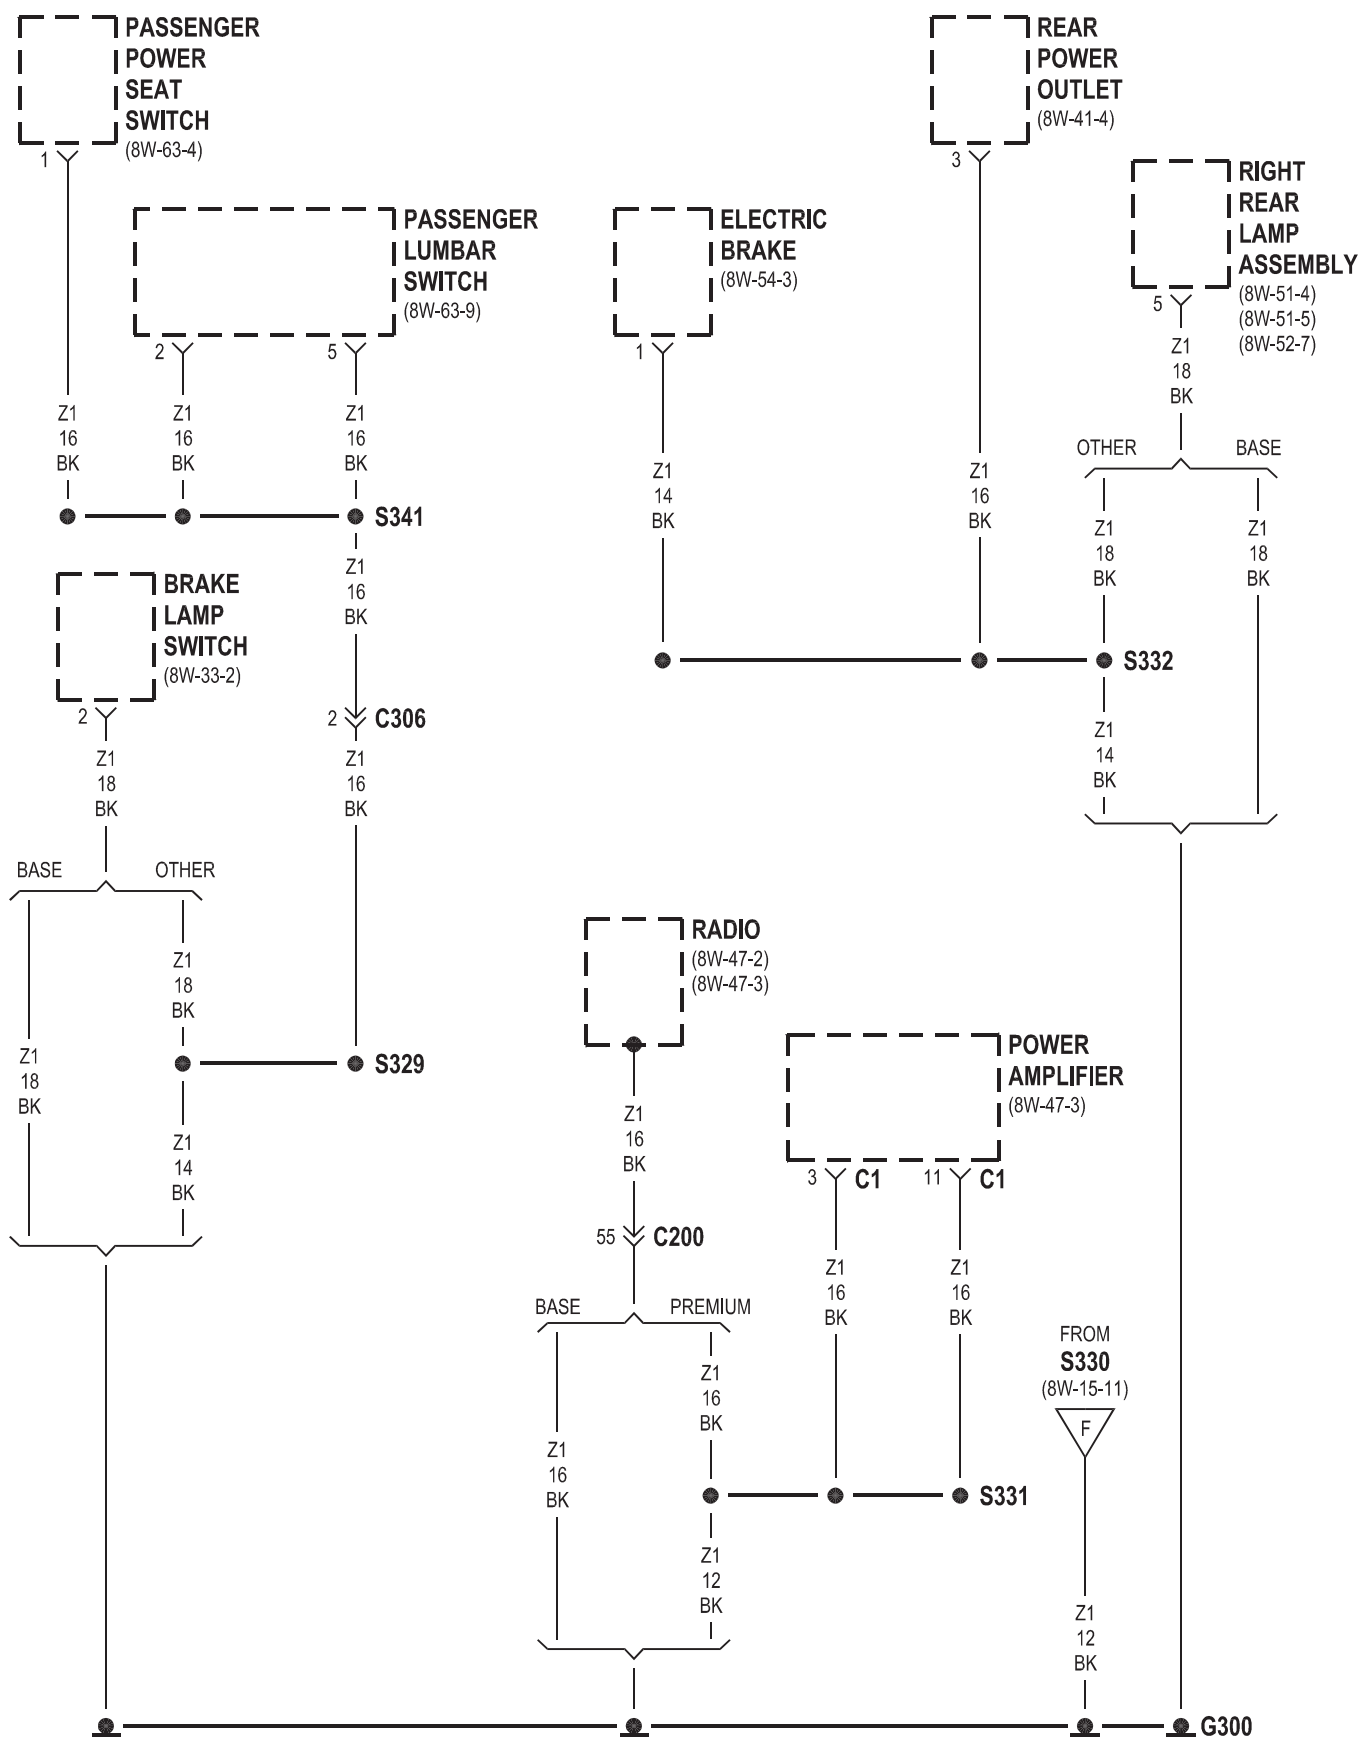 PASSENGER
POWER
SEAT
SWITCH
(8W-63-4)
1
REAR
POWER
OUTLET
(8W-41-4)
3
PASSENGER
LUMBAR
SWITCH
(8W-63-9)
2
5
ELECTRIC
BRAKE
(8W-54-3)
1
RIGHT
REAR
LAMP
ASSEMBLY
(8W-51-4)
(8W-51-5)
(8W-52-7)
5
Z1
18
BK
Z1
16
BK
Z1
16
BK
Z1
16
BK
S341
Z1
14
BK
Z1
16
BK
OTHER
BASE
Z1
18
BK
Z1
18
BK
S332
Z1
14
BK
Z1
16
BK
2
C306
Z1
16
BK
BRAKE
LAMP
SWITCH
(8W-33-2)
2
Z1
18
BK
BASE
OTHER
Z1
18
BK
Z1
18
BK
S329
Z1
14
BK
RADIO
(8W-47-2)
(8W-47-3)
Z1
16
BK
55
C200
POWER
AMPLIFIER
(8W-47-3)
3
C1
11
C1
Z1
16
BK
Z1
16
BK
BASE
PREMIUM
Z1
16
BK
Z1
16
BK
S331
Z1
12
BK
FROM
S330
(8W-15-11)
F
Z1
12
BK
G300